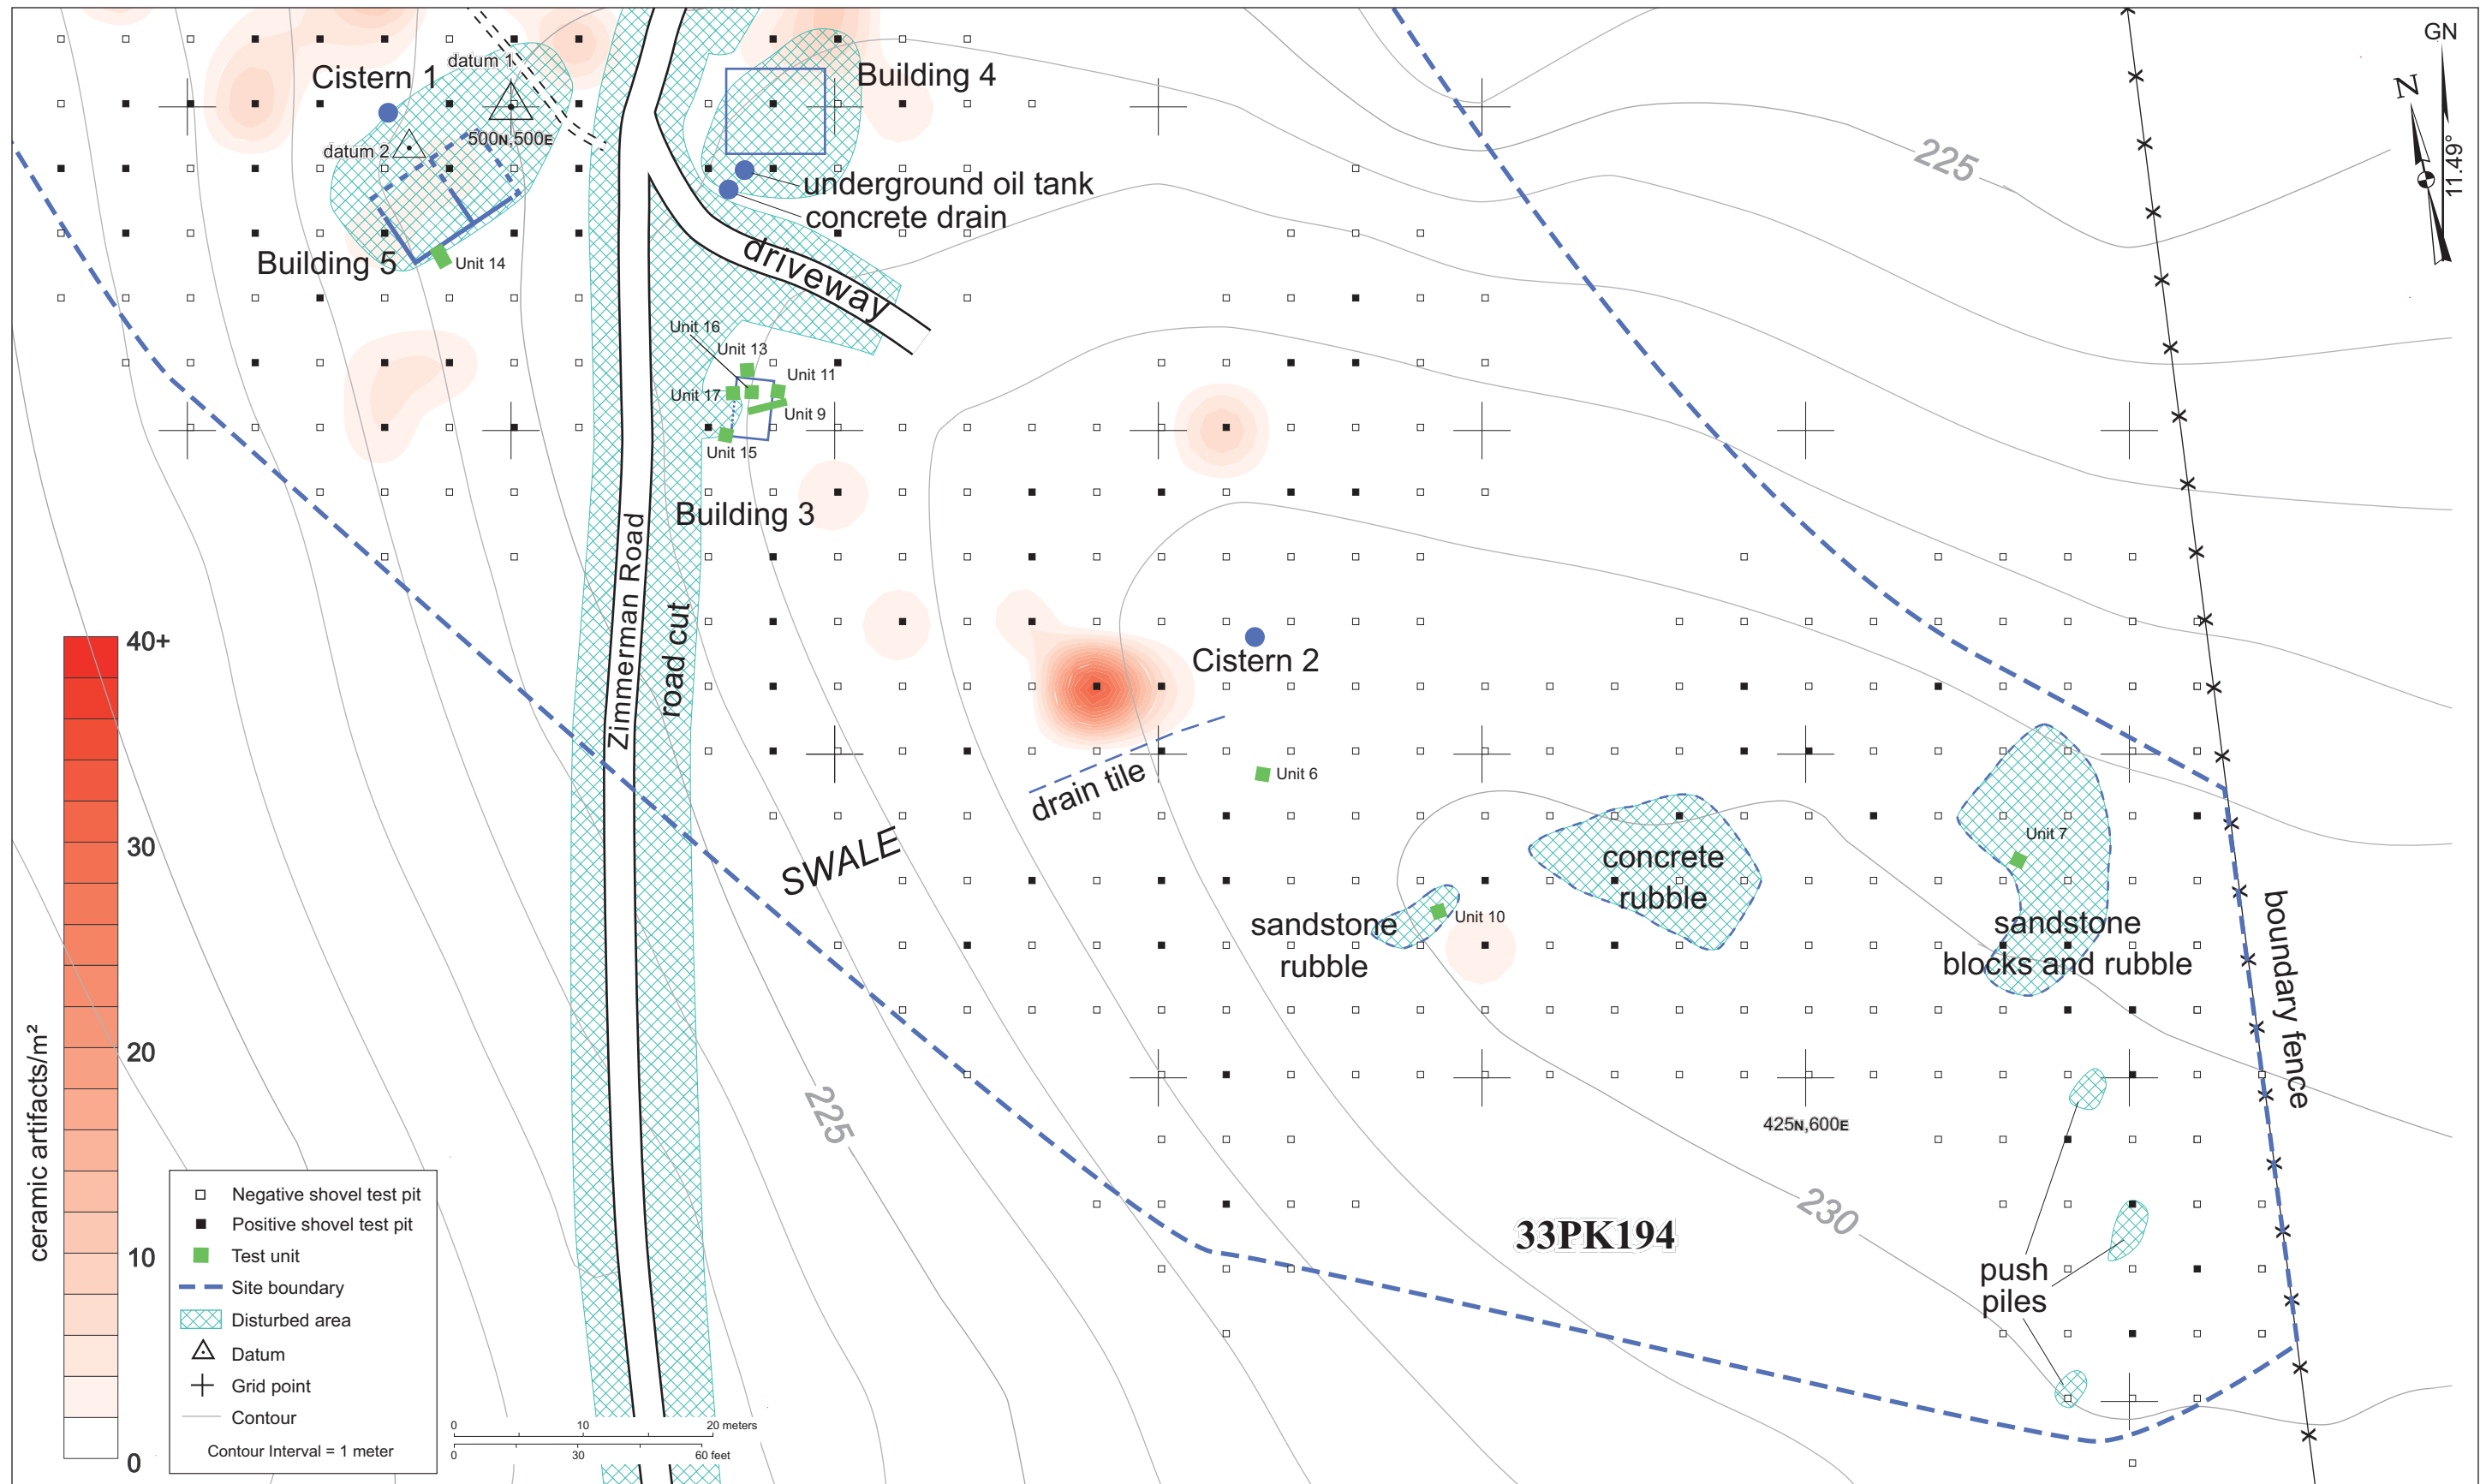 GN
N
11.49°
datum 1
Cistern 1
Building 4
500N,500E
datum 2
225
underground oil tank
concrete drain
driveway
Building 5
Unit 14
Unit 16
Unit 13
Unit 11
Unit 17
Unit 9
Unit 15
Building 3
Zimmerman Road
road cut
Cistern 2
drain tile
Unit 6
SWALE
Unit 7
concrete
rubble
sandstone
rubble
Unit 10
sandstone
blocks and rubble
boundary fence
225
425N,600E
230
33PK194
push
piles
40+
30
20
10
0
ceramic artifacts/m²
Negative shovel test pit
Positive shovel test pit
Test unit
Site boundary
Disturbed area
Datum
Grid point
Contour
Contour Interval = 1 meter
0 10 20 meters
0 30 60 feet